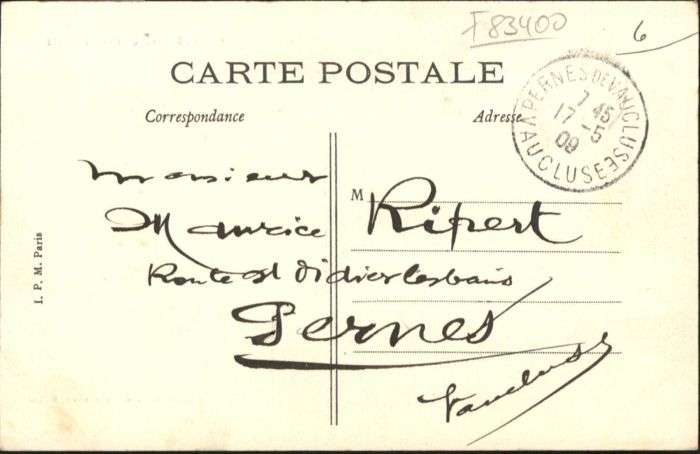 F83400
6
CARTE POSTALE
Correspondance
Adresse
PERNES DE VAUCLUSE
7 45
17 - 5
09
VAUCLUSE
Monsieur
M
Maurice Ripert
Route st Didier les bains
Pernes
Vaucluse
I. P. M. Paris